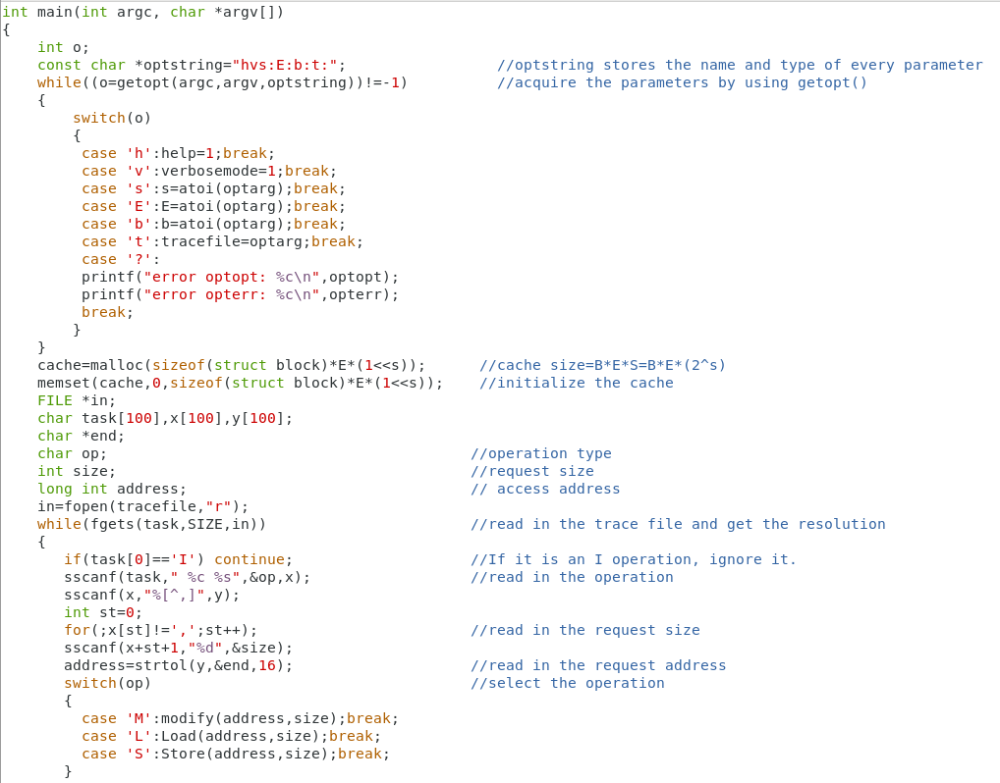 int main(int argc, char *argv[])
{
    int o;
    const char *optstring="hvs:E:b:t:";                 //optstring stores the name and type of every parameter
    while((o=getopt(argc,argv,optstring))!=-1)          //acquire the parameters by using getopt()
    {
        switch(o)
        {
         case 'h':help=1;break;
         case 'v':verbosemode=1;break;
         case 's':s=atoi(optarg);break;
         case 'E':E=atoi(optarg);break;
         case 'b':b=atoi(optarg);break;
         case 't':tracefile=optarg;break;
         case '?':
         printf("error optopt: %c\n",optopt);
         printf("error opterr: %c\n",opterr);
         break;
        }
    }
    cache=malloc(sizeof(struct block)*E*(1<<s));      //cache size=B*E*S=B*E*(2^s)
    memset(cache,0,sizeof(struct block)*E*(1<<s));    //initialize the cache
    FILE *in;
    char task[100],x[100],y[100];
    char *end;
    char op;                                         //operation type
    int size;                                        //request size
    long int address;                                // access address
    in=fopen(tracefile,"r");
    while(fgets(task,SIZE,in))                       //read in the trace file and get the resolution
    {
       if(task[0]=='I') continue;                    //If it is an I operation, ignore it.
       sscanf(task," %c %s",&op,x);                  //read in the operation
       sscanf(x,"%[^,]",y);
       int st=0;
       for(;x[st]!=',';st++);                        //read in the request size
       sscanf(x+st+1,"%d",&size);
       address=strtol(y,&end,16);                    //read in the request address
       switch(op)                                    //select the operation
       {
         case 'M':modify(address,size);break;
         case 'L':Load(address,size);break;
         case 'S':Store(address,size);break;
       }